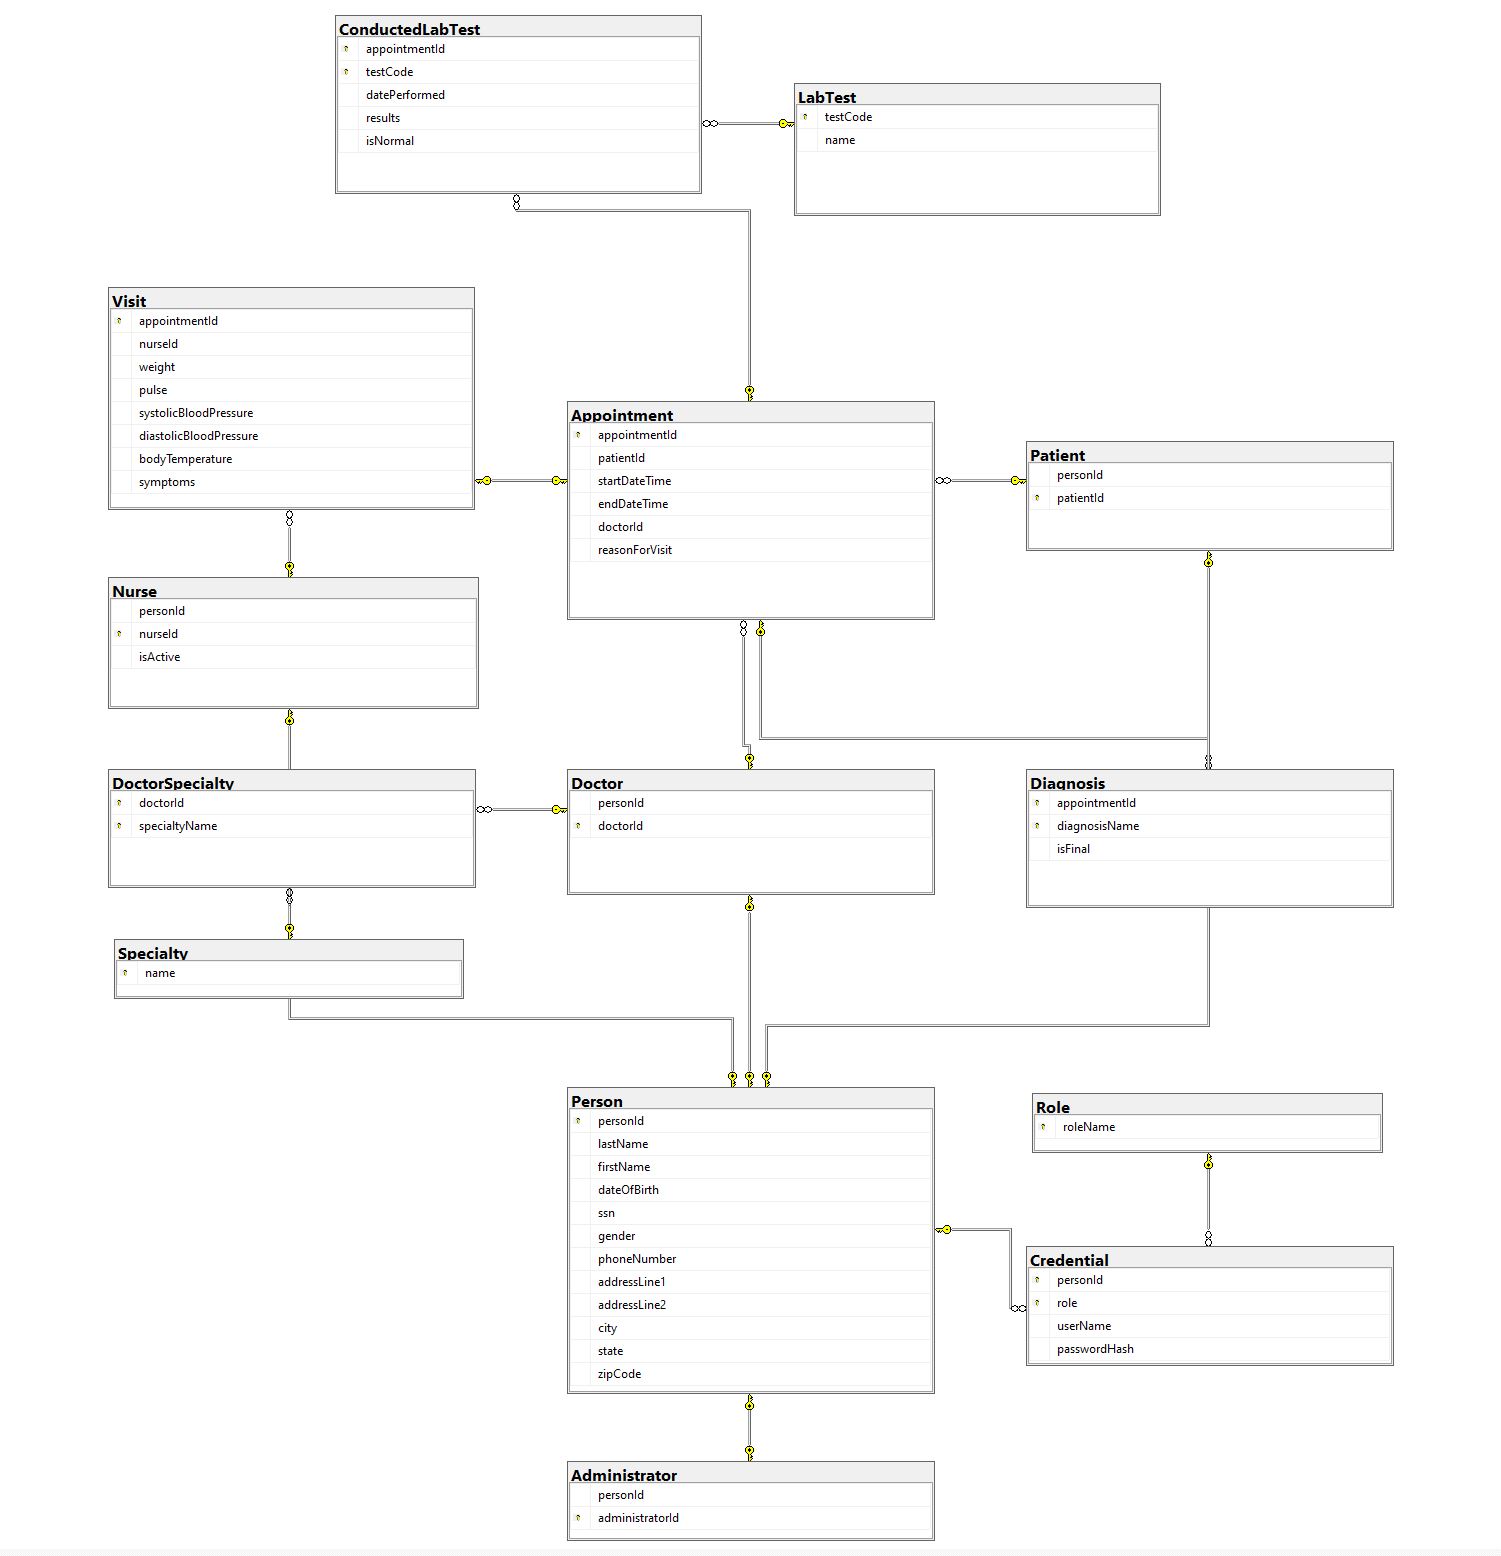 ConductedLabTest
appointmentId
testCode
datePerformed
results
isNormal
LabTest
testCode
name
Visit
appointmentId
nurseId
weight
pulse
systolicBloodPressure
diastolicBloodPressure
bodyTemperature
symptoms
Appointment
appointmentId
patientId
startDateTime
endDateTime
doctorId
reasonForVisit
Patient
personId
patientId
Nurse
personId
nurseId
isActive
DoctorSpecialty
doctorId
specialtyName
Doctor
personId
doctorId
Diagnosis
appointmentId
diagnosisName
isFinal
Specialty
name
Person
personId
lastName
firstName
dateOfBirth
ssn
gender
phoneNumber
addressLine1
addressLine2
city
state
zipCode
Role
roleName
Credential
personId
role
userName
passwordHash
Administrator
personId
administratorId